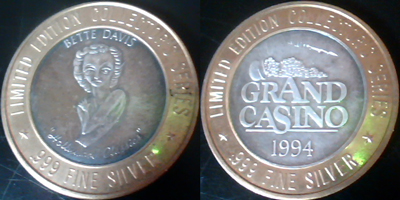 LIMITED EDITION COLLECTOR'S SERIES
BETTE DAVIS
.999 FINE SILVER
LIMITED EDITION COLLECTOR'S SERIES
GRAND
CASINO
1994
.999 FINE SILVER